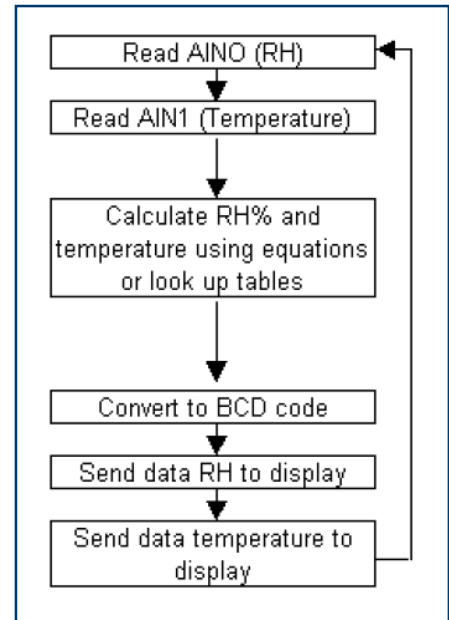 Read AINO (RH)
Read AIN1 (Temperature)
Calculate RH% and
temperature using equations
or look up tables
Convert to BCD code
Send data RH to display
Send data temperature to
display